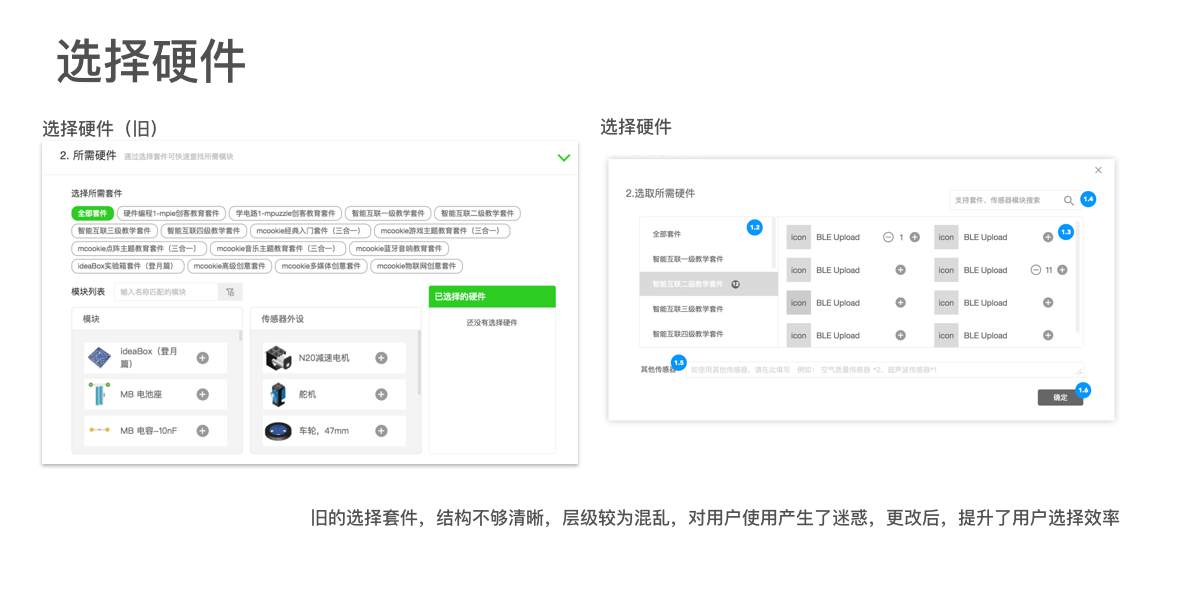 选择硬件
选择硬件（旧）
2. 所需硬件 通过选择套件可快速查找所需模块
选择所需套件
全部套件 硬件编程1-mpie创客教育套件 学电路1-mpuzzle创客教育套件 智能互联一级教学套件 智能互联二级教学套件
智能互联三级教学套件 智能互联四级教学套件 mcookie经典入门套件（三合一） mcookie游戏主题教育套件（三合一）
mcookie点阵主题教育套件（三合一） mcookie音乐主题教育套件（三合一） mcookie蓝牙音响教育套件
ideaBox实验箱套件（登月篇） mcookie高级创意套件 mcookie多媒体创意套件 mcookie物联网创意套件
模块列表 输入名称匹配的模块
已选择的硬件
还没有选择硬件
模块
ideaBox（登月
篇）
MB 电池座
MB 电容-10nF
传感器外设
N20减速电机
舵机
车轮，47mm
选择硬件
2.选取所需硬件
支持套件、传感器模块搜索 1.4
全部套件 1.2
智能互联一级教学套件
智能互联二级教学套件 12
智能互联三级教学套件
智能互联四级教学套件
icon BLE Upload 1 icon BLE Upload 1.3
icon BLE Upload icon BLE Upload 11
icon BLE Upload icon BLE Upload
icon BLE Upload icon BLE Upload
其他传感器 1.5 如使用其他传感器，请在此填写 例如： 空气质量传感器 *2、超声波传感器*1
确定 1.6
旧的选择套件，结构不够清晰，层级较为混乱，对用户使用产生了迷惑，更改后，提升了用户选择效率